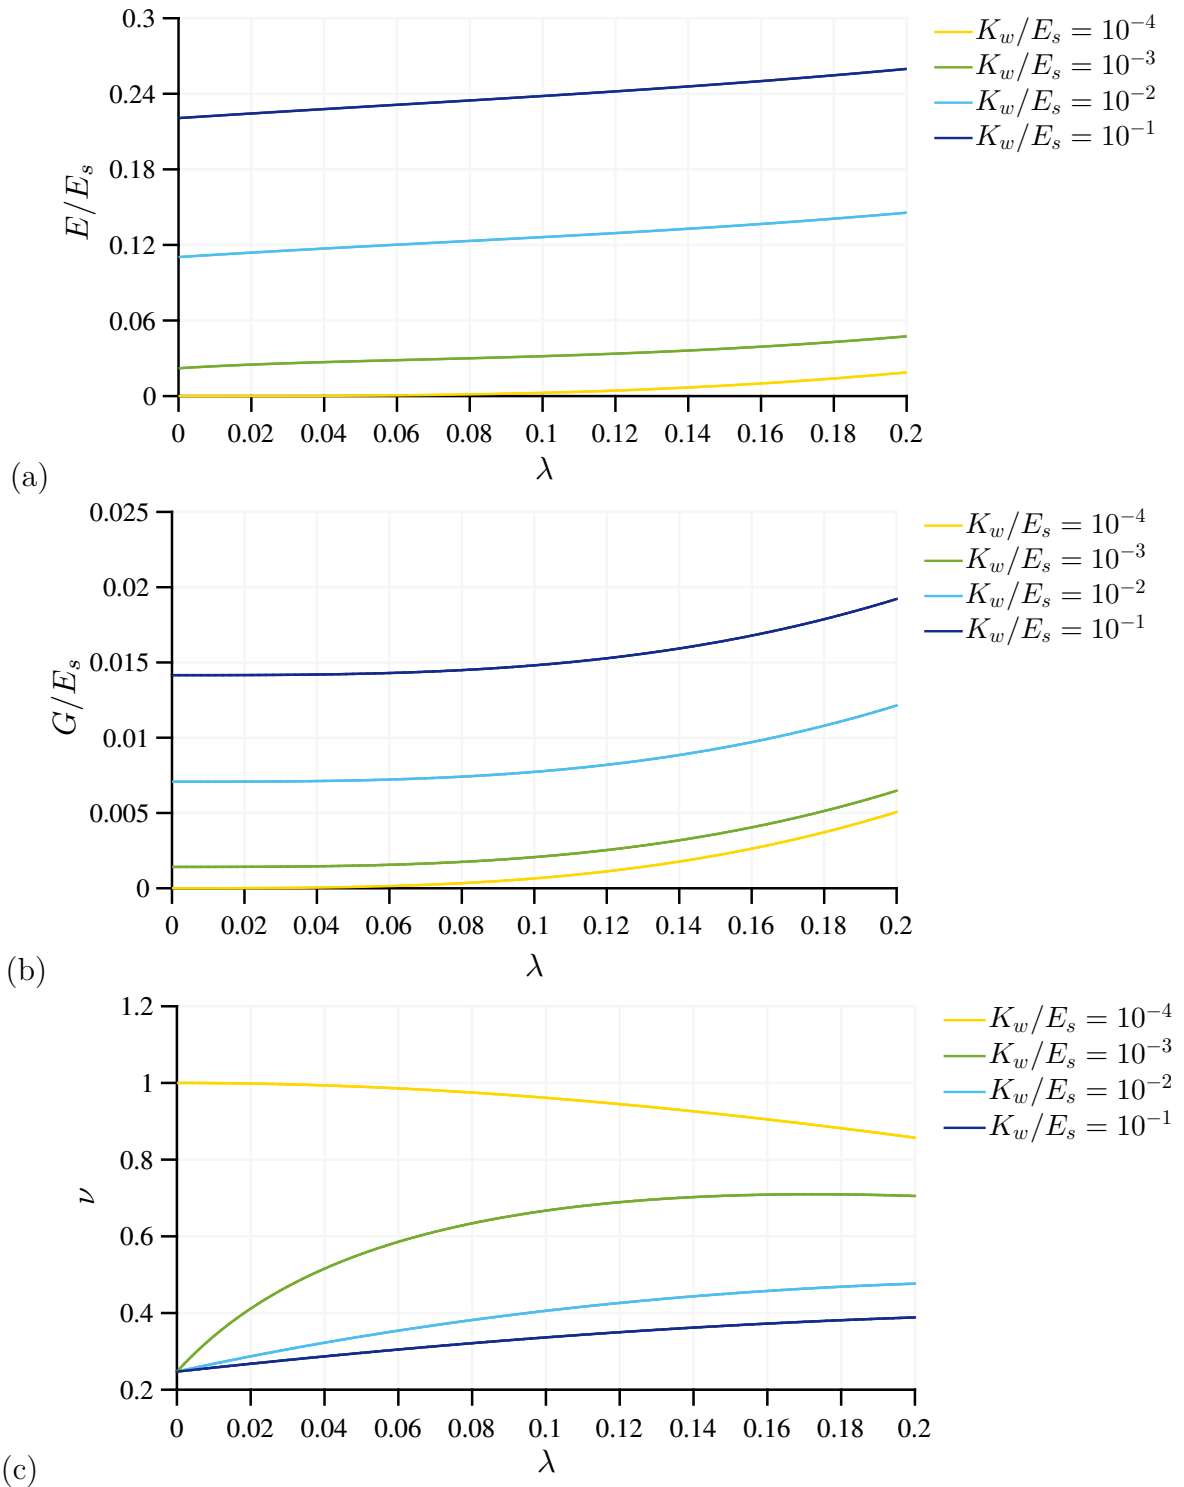 0.3
0.24
0.18
0.12
0.06
0
E/E_s
0 0.02 0.04 0.06 0.08 0.1 0.12 0.14 0.16 0.18 0.2
λ
K_w/E_s = 10^{-4}
K_w/E_s = 10^{-3}
K_w/E_s = 10^{-2}
K_w/E_s = 10^{-1}
(a)
0.025
0.02
0.015
0.01
0.005
0
G/E_s
0 0.02 0.04 0.06 0.08 0.1 0.12 0.14 0.16 0.18 0.2
λ
K_w/E_s = 10^{-4}
K_w/E_s = 10^{-3}
K_w/E_s = 10^{-2}
K_w/E_s = 10^{-1}
(b)
1.2
1
0.8
0.6
0.4
0.2
ν
0 0.02 0.04 0.06 0.08 0.1 0.12 0.14 0.16 0.18 0.2
λ
K_w/E_s = 10^{-4}
K_w/E_s = 10^{-3}
K_w/E_s = 10^{-2}
K_w/E_s = 10^{-1}
(c)